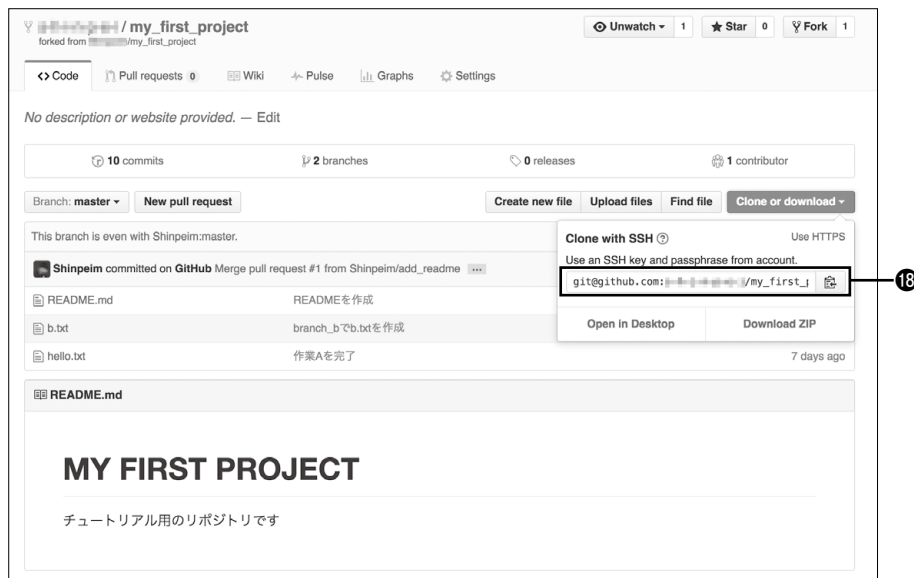 / my_first_project
forked from /my_first_project
Unwatch 1 Star 0 Fork 1
Code Pull requests 0 Wiki Pulse Graphs Settings
No description or website provided. — Edit
10 commits 2 branches 0 releases 1 contributor
Branch: master New pull request Create new file Upload files Find file Clone or download
This branch is even with Shinpeim:master.
Clone with SSH Use HTTPS
Use an SSH key and passphrase from account.
Shinpeim committed on GitHub Merge pull request #1 from Shinpeim/add_readme ...
git@github.com: /my_first_ ⓲
README.md READMEを作成
b.txt branch_bでb.txtを作成
Open in Desktop Download ZIP
hello.txt 作業Aを完了 7 days ago
README.md
MY FIRST PROJECT
チュートリアル用のリポジトリです